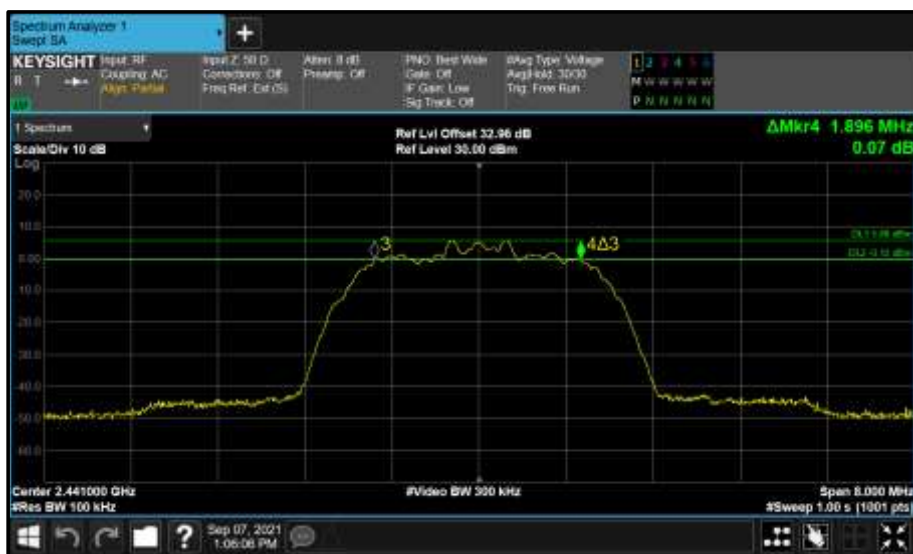 Spectrum Analyzer 1
Swept SA
+
KEYSIGHT
R T
Input: RF
Coupling: AC
Align: Partial
Input Z: 50 Ω
Corrections: Off
Freq Ref: Ext (S)
Atten: 8 dB
Preamp: Off
PNO: Best Wide
Gate: Off
IF Gain: Low
Sig Track: Off
#Avg Type: Voltage
Avg|Hold: 30/30
Trig: Free Run
1 2 3 4 5 6
M W W W W W
P N N N N N
1 Spectrum
Scale/Div 10 dB
Log
Ref Lvl Offset 32.96 dB
Ref Level 30.00 dBm
ΔMkr4 1.896 MHz
0.07 dB
20.0
10.0
0.00
-10.0
-20.0
-30.0
-40.0
-50.0
-60.0
3
4Δ3
Center 2.441000 GHz
#Res BW 100 kHz
#Video BW 300 kHz
Span 8.000 MHz
#Sweep 1.00 s (1001 pts)
?
Sep 07, 2021
1:06:06 PM